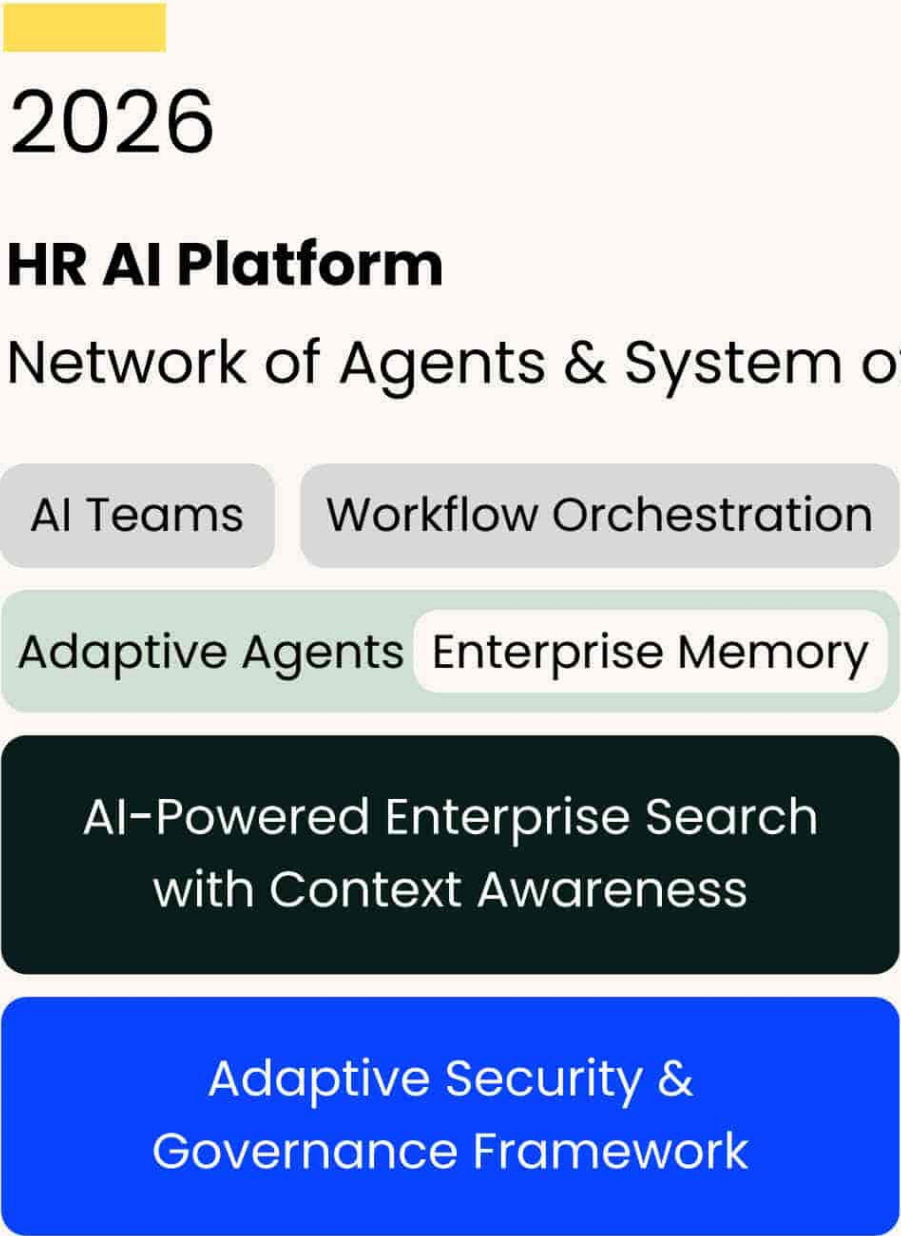 2026
HR AI Platform
Network of Agents & System of
AI Teams
Workflow Orchestration
Adaptive Agents
Enterprise Memory
AI-Powered Enterprise Search
with Context Awareness
Adaptive Security &
Governance Framework